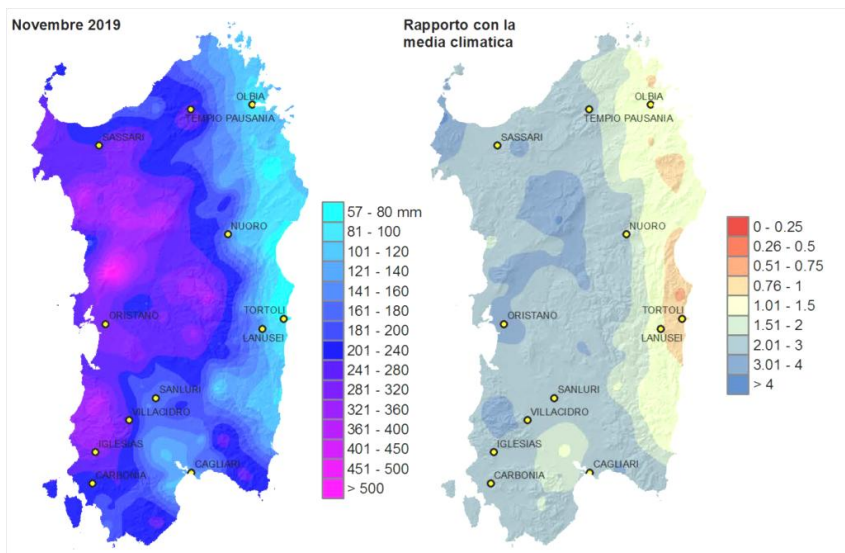 Novembre 2019
OLBIA
TEMPIO PAUSANIA
SASSARI
NUORO
ORISTANO
TORTOLI
LANUSEI
SANLURI
VILLACIDRO
IGLESIAS
CARBONIA
CAGLIARI
57 - 80 mm
81 - 100
101 - 120
121 - 140
141 - 160
161 - 180
181 - 200
201 - 240
241 - 280
281 - 320
321 - 360
361 - 400
401 - 450
451 - 500
> 500
Rapporto con la
media climatica
OLBIA
TEMPIO PAUSANIA
SASSARI
NUORO
ORISTANO
TORTOLI
LANUSEI
SANLURI
VILLACIDRO
IGLESIAS
CARBONIA
CAGLIARI
0 - 0.25
0.26 - 0.5
0.51 - 0.75
0.76 - 1
1.01 - 1.5
1.51 - 2
2.01 - 3
3.01 - 4
> 4